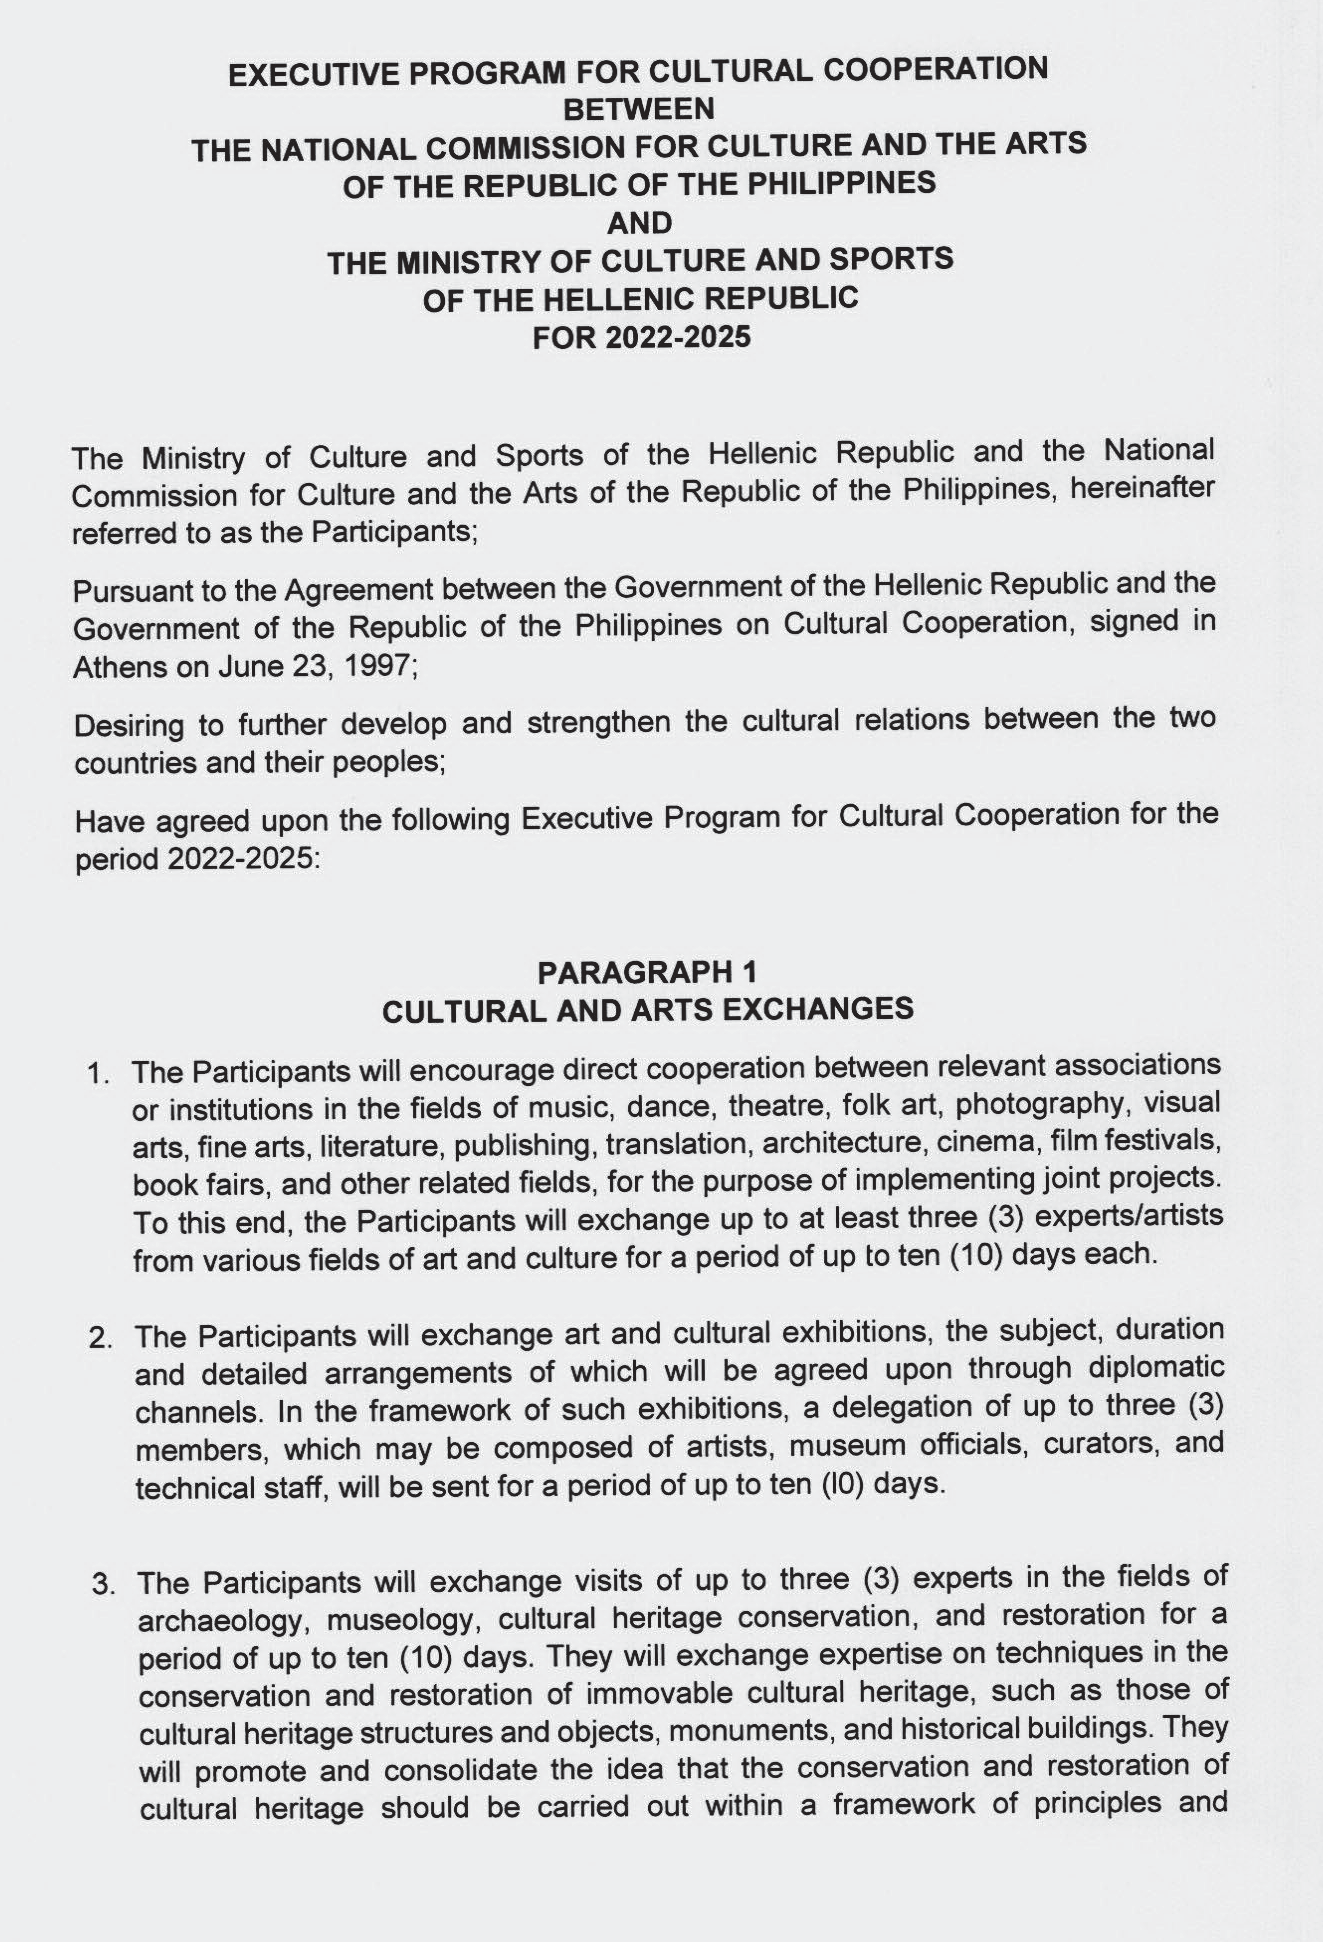 EXECUTIVE PROGRAM FOR CULTURAL COOPERATION
BETWEEN
THE NATIONAL COMMISSION FOR CULTURE AND THE ARTS
OF THE REPUBLIC OF THE PHILIPPINES
AND
THE MINISTRY OF CULTURE AND SPORTS
OF THE HELLENIC REPUBLIC
FOR 2022-2025
The Ministry of Culture and Sports of the Hellenic Republic and the National
Commission for Culture and the Arts of the Republic of the Philippines, hereinafter
referred to as the Participants;
Pursuant to the Agreement between the Government of the Hellenic Republic and the
Government of the Republic of the Philippines on Cultural Cooperation, signed in
Athens on June 23, 1997;
Desiring to further develop and strengthen the cultural relations between the two
countries and their peoples;
Have agreed upon the following Executive Program for Cultural Cooperation for the
period 2022-2025:
PARAGRAPH 1
CULTURAL AND ARTS EXCHANGES
1. The Participants will encourage direct cooperation between relevant associations
or institutions in the fields of music, dance, theatre, folk art, photography, visual
arts, fine arts, literature, publishing, translation, architecture, cinema, film festivals,
book fairs, and other related fields, for the purpose of implementing joint projects.
To this end, the Participants will exchange up to at least three (3) experts/artists
from various fields of art and culture for a period of up to ten (10) days each.
2. The Participants will exchange art and cultural exhibitions, the subject, duration
and detailed arrangements of which will be agreed upon through diplomatic
channels. In the framework of such exhibitions, a delegation of up to three (3)
members, which may be composed of artists, museum officials, curators, and
technical staff, will be sent for a period of up to ten (l0) days.
3. The Participants will exchange visits of up to three (3) experts in the fields of
archaeology, museology, cultural heritage conservation, and restoration for a
period of up to ten (10) days. They will exchange expertise on techniques in the
conservation and restoration of immovable cultural heritage, such as those of
cultural heritage structures and objects, monuments, and historical buildings. They
will promote and consolidate the idea that the conservation and restoration of
cultural heritage should be carried out within a framework of principles and